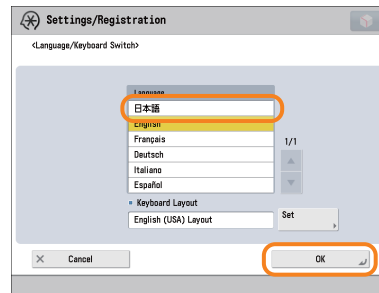 Settings/Registration
<Language/Keyboard Switch>
Language
日本語
English
Français
Deutsch
Italiano
Español
1/1
Keyboard Layout
English (USA) Layout
Set
Cancel
OK